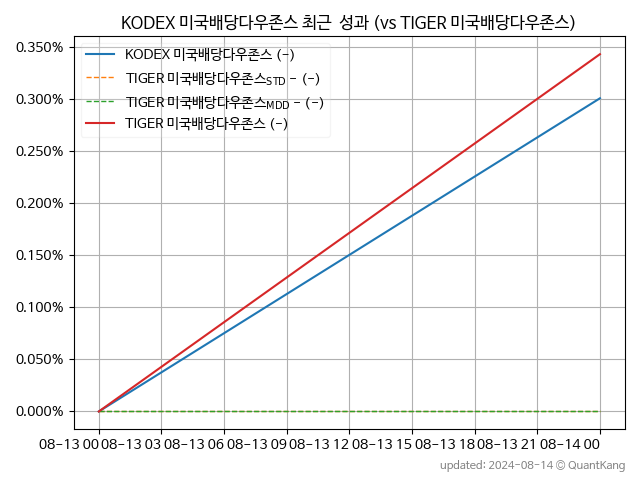 KODEX 미국배당다우존스 최근 성과 (vs TIGER 미국배당다우존스)
0.350%
0.300%
0.250%
0.200%
0.150%
0.100%
0.050%
0.000%
KODEX 미국배당다우존스 (-)
TIGER 미국배당다우존스STD - (-)
TIGER 미국배당다우존스MDD - (-)
TIGER 미국배당다우존스 (-)
08-13 00 08-13 03 08-13 06 08-13 09 08-13 12 08-13 15 08-13 18 08-13 21 08-14 00
updated: 2024-08-14 @ QuantKang